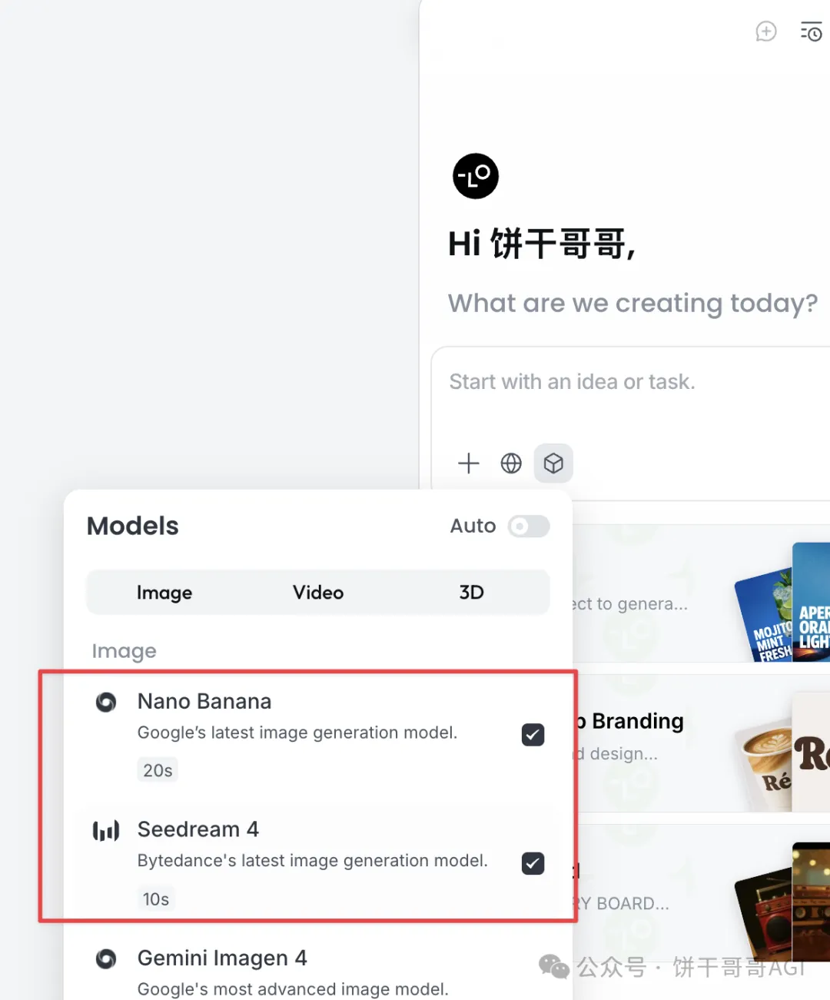 Hi 饼干哥哥,
What are we creating today?
Start with an idea or task.
Models
Auto
Image Video 3D
Image
Nano Banana
Google’s latest image generation model.
20s
Seedream 4
Bytedance's latest image generation model.
10s
Gemini Imagen 4
Google's most advanced image model.
ect to genera...
MOJITO
MINT
FRESH
APER
ORA
LIGH
p Branding
d design...
Ré
Ré
RY BOARD...
公众号 · 饼干哥哥AGI